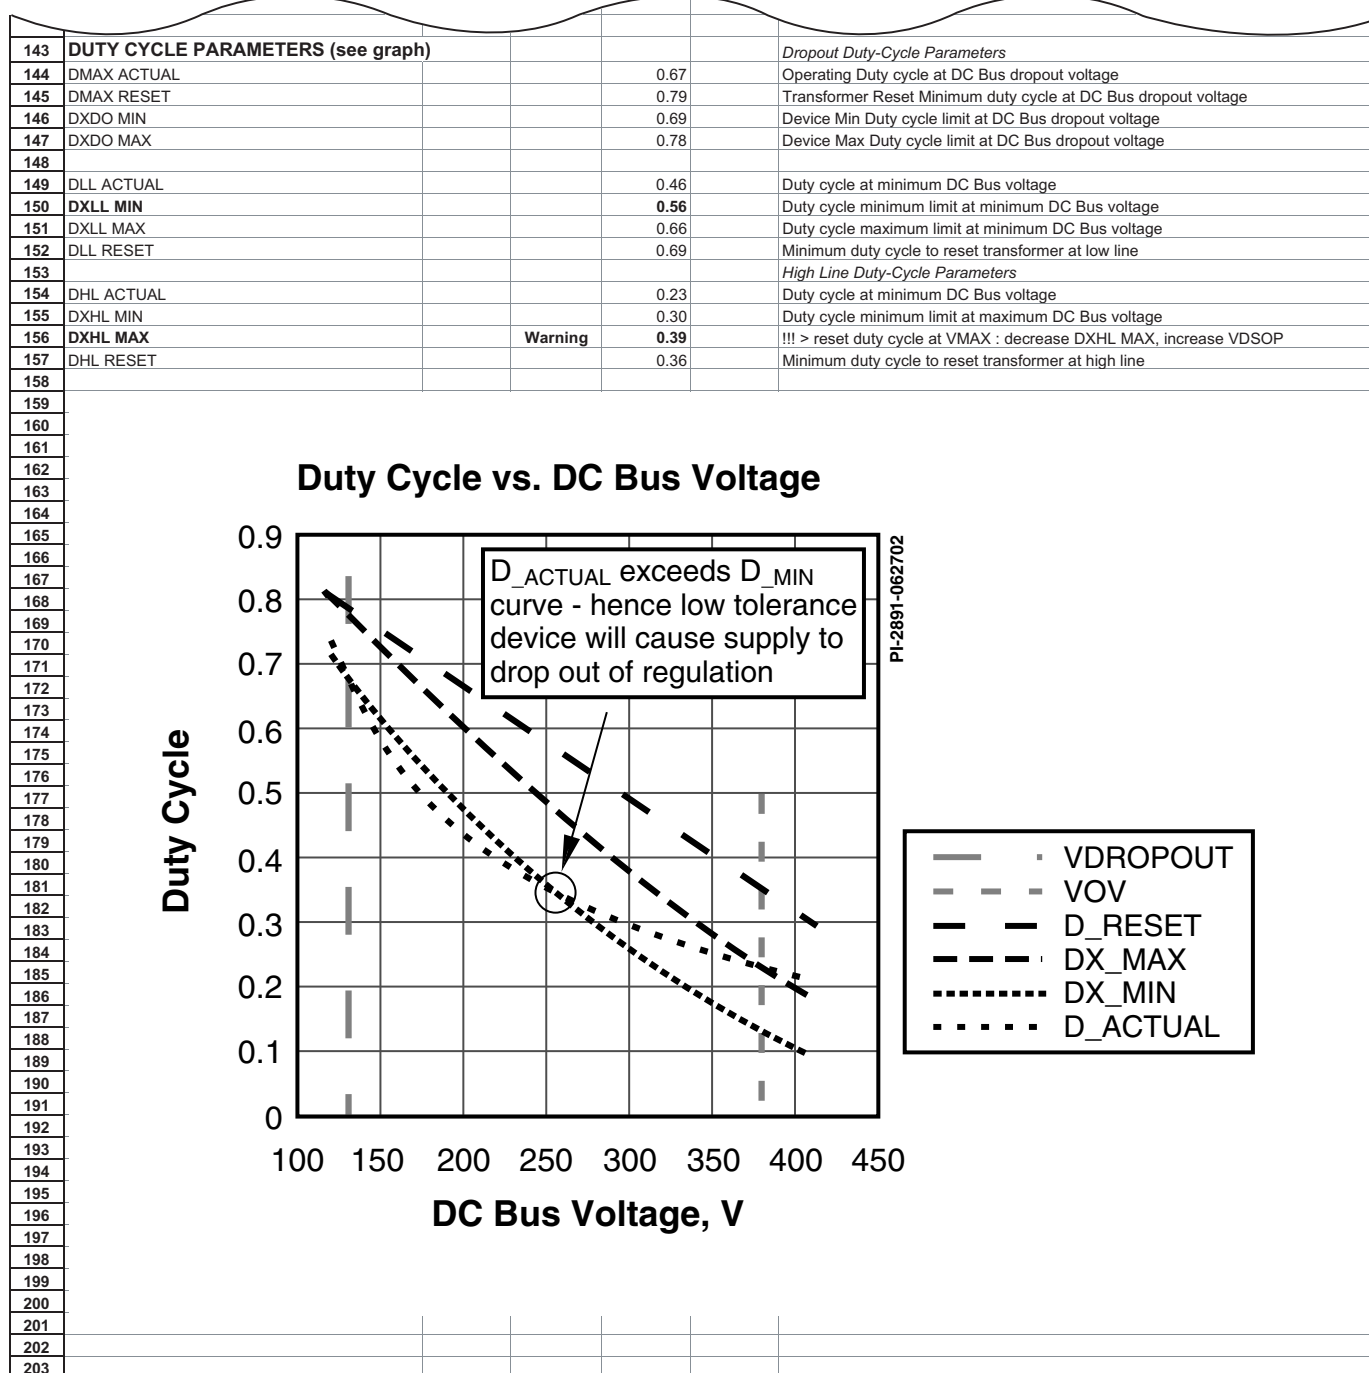 143 DUTY CYCLE PARAMETERS (see graph) Dropout Duty-Cycle Parameters
144 DMAX ACTUAL 0.67 Operating Duty cycle at DC Bus dropout voltage
145 DMAX RESET 0.79 Transformer Reset Minimum duty cycle at DC Bus dropout voltage
146 DXDO MIN 0.69 Device Min Duty cycle limit at DC Bus dropout voltage
147 DXDO MAX 0.78 Device Max Duty cycle limit at DC Bus dropout voltage
148
149 DLL ACTUAL 0.46 Duty cycle at minimum DC Bus voltage
150 DXLL MIN 0.56 Duty cycle minimum limit at minimum DC Bus voltage
151 DXLL MAX 0.66 Duty cycle maximum limit at minimum DC Bus voltage
152 DLL RESET 0.69 Minimum duty cycle to reset transformer at low line
153 High Line Duty-Cycle Parameters
154 DHL ACTUAL 0.23 Duty cycle at minimum DC Bus voltage
155 DXHL MIN 0.30 Duty cycle minimum limit at maximum DC Bus voltage
156 DXHL MAX Warning 0.39 !!! > reset duty cycle at VMAX : decrease DXHL MAX, increase VDSOP
157 DHL RESET 0.36 Minimum duty cycle to reset transformer at high line
158
159
160
161
162
163
164
165
166
167
168
169
170
171
172
173
174
175
176
177
178
179
180
181
182
183
184
185
186
187
188
189
190
191
192
193
194
195
196
197
198
199
200
201
202
203
Duty Cycle vs. DC Bus Voltage
Duty Cycle
0.9
0.8
0.7
0.6
0.5
0.4
0.3
0.2
0.1
0
D_ACTUAL exceeds D_MIN
curve - hence low tolerance
device will cause supply to
drop out of regulation
PI-2891-062702
100 150 200 250 300 350 400 450
DC Bus Voltage, V
VDROPOUT
VOV
D_RESET
DX_MAX
DX_MIN
D_ACTUAL